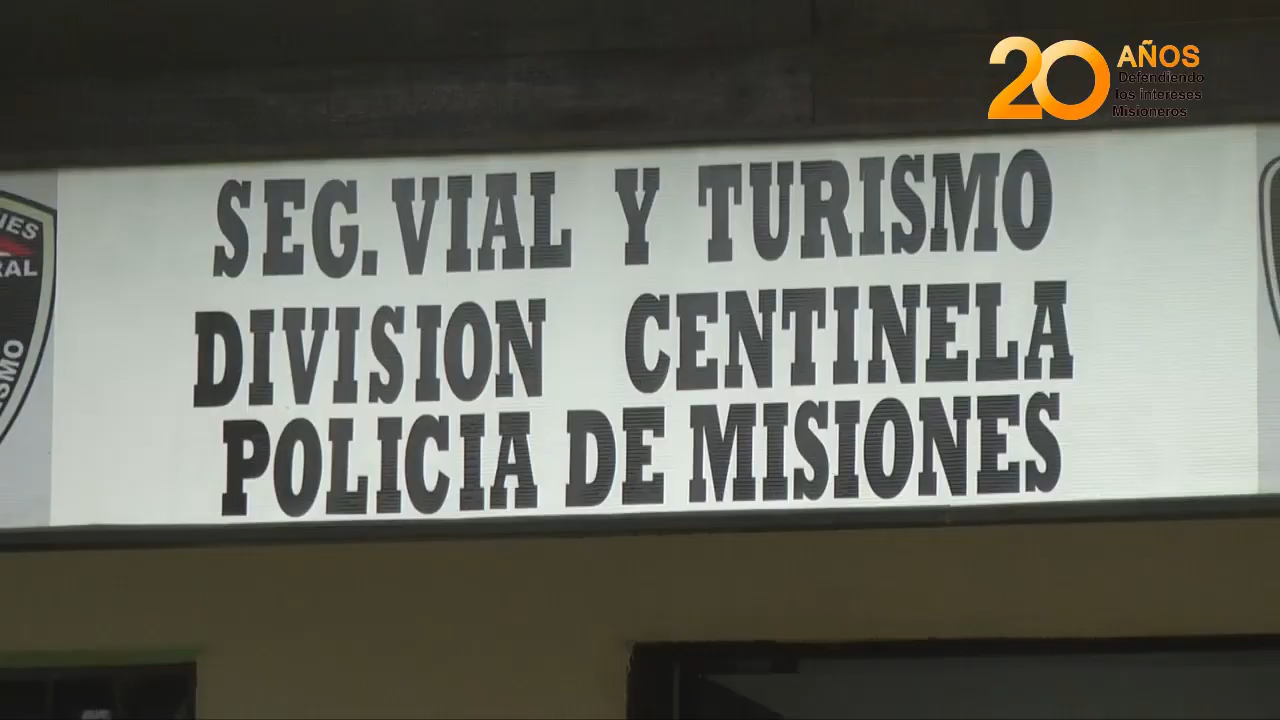 20 AÑOS
Defendiendo
los intereses
Misioneros
SEG. VIAL Y TURISMO
DIVISION CENTINELA
POLICIA DE MISIONES